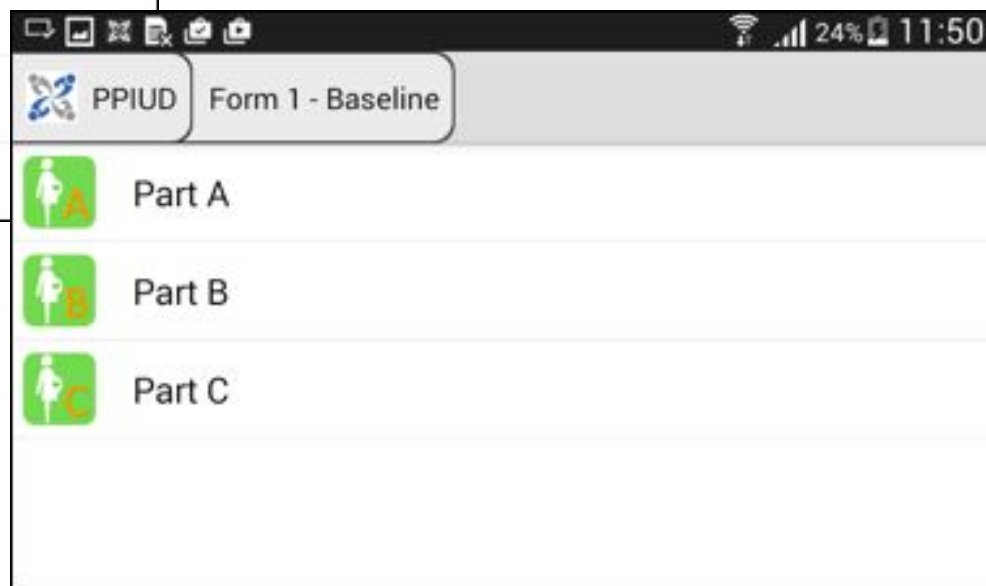 24% 11:50
PPIUD Form 1 - Baseline
A Part A
B Part B
C Part C